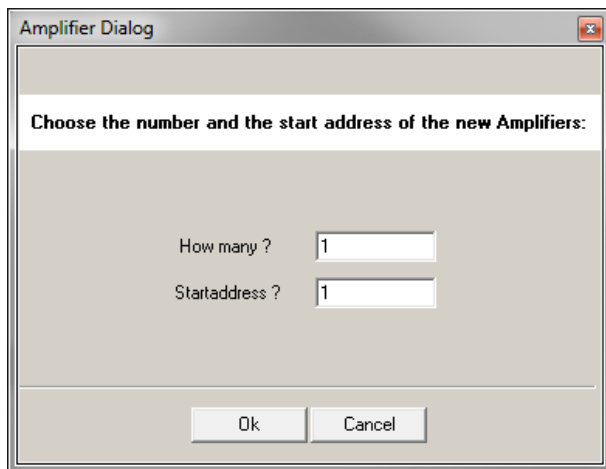 Amplifier Dialog
Choose the number and the start address of the new Amplifiers:
How many ? 1
Startaddress ? 1
Ok Cancel